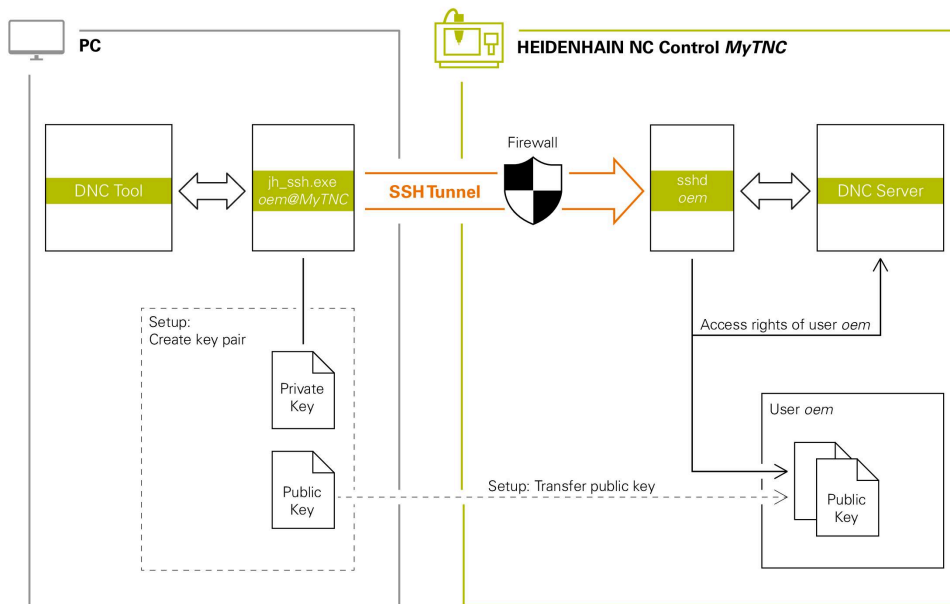 PC
HEIDENHAIN NC Control MyTNC
Firewall
DNC Tool
jh_ssh.exe
oem@MyTNC
SSH Tunnel
sshd
oem
DNC Server
Setup:
Create key pair
Access rights of user oem
Private
Key
User oem
Public
Key
Setup: Transfer public key
Public
Key